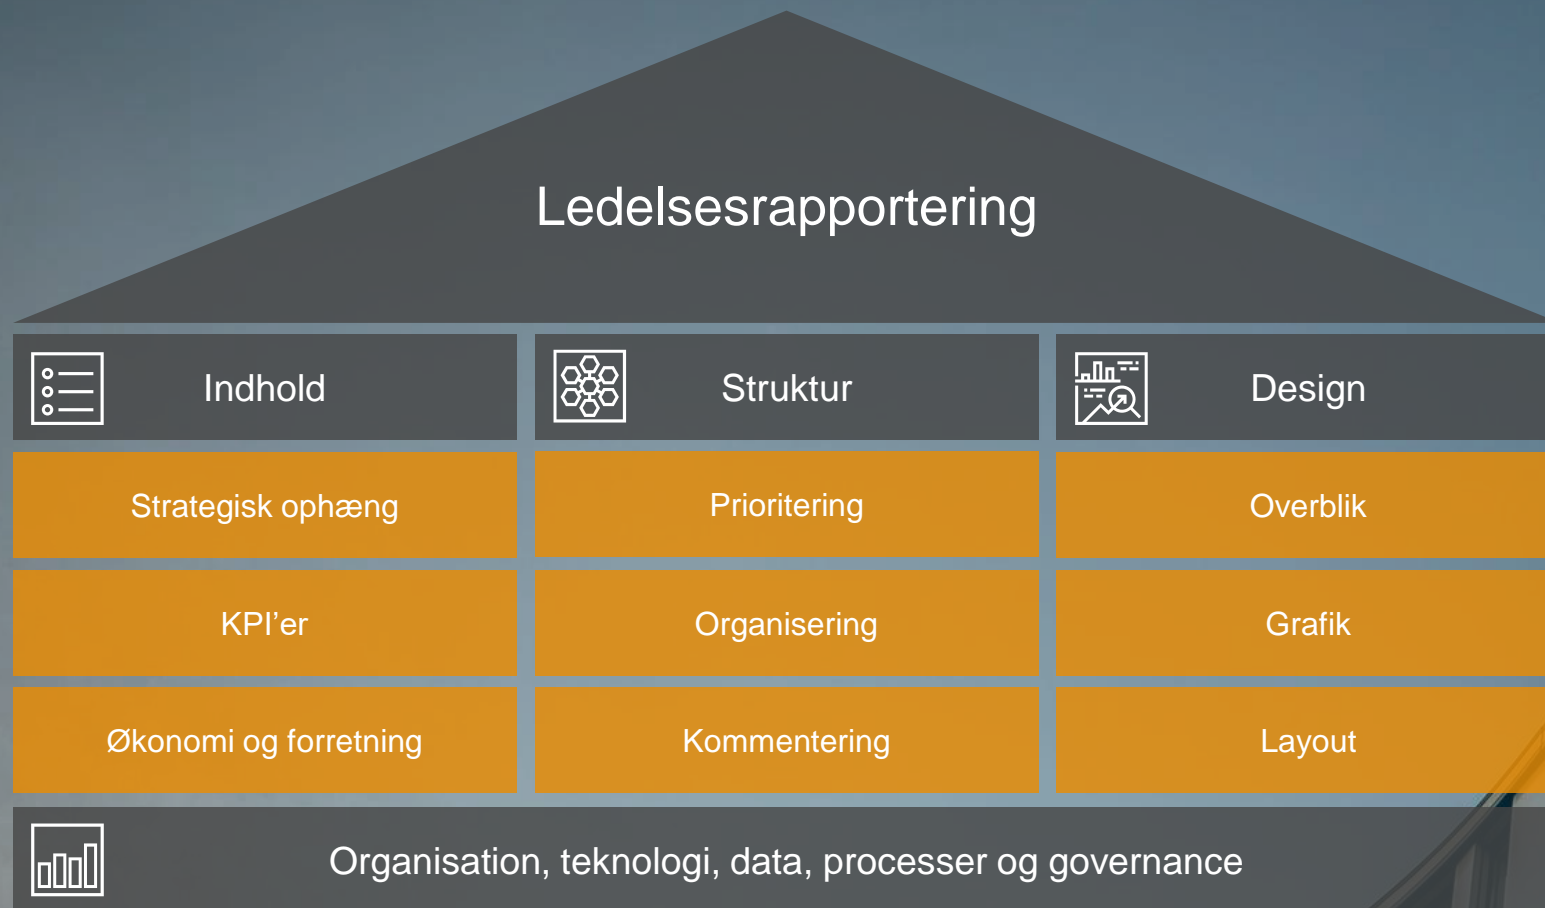 Ledelsesrapportering
Indhold
Struktur
Design
Strategisk ophæng
Prioritering
Overblik
KPI’er
Organisering
Grafik
Økonomi og forretning
Kommentering
Layout
Organisation, teknologi, data, processer og governance